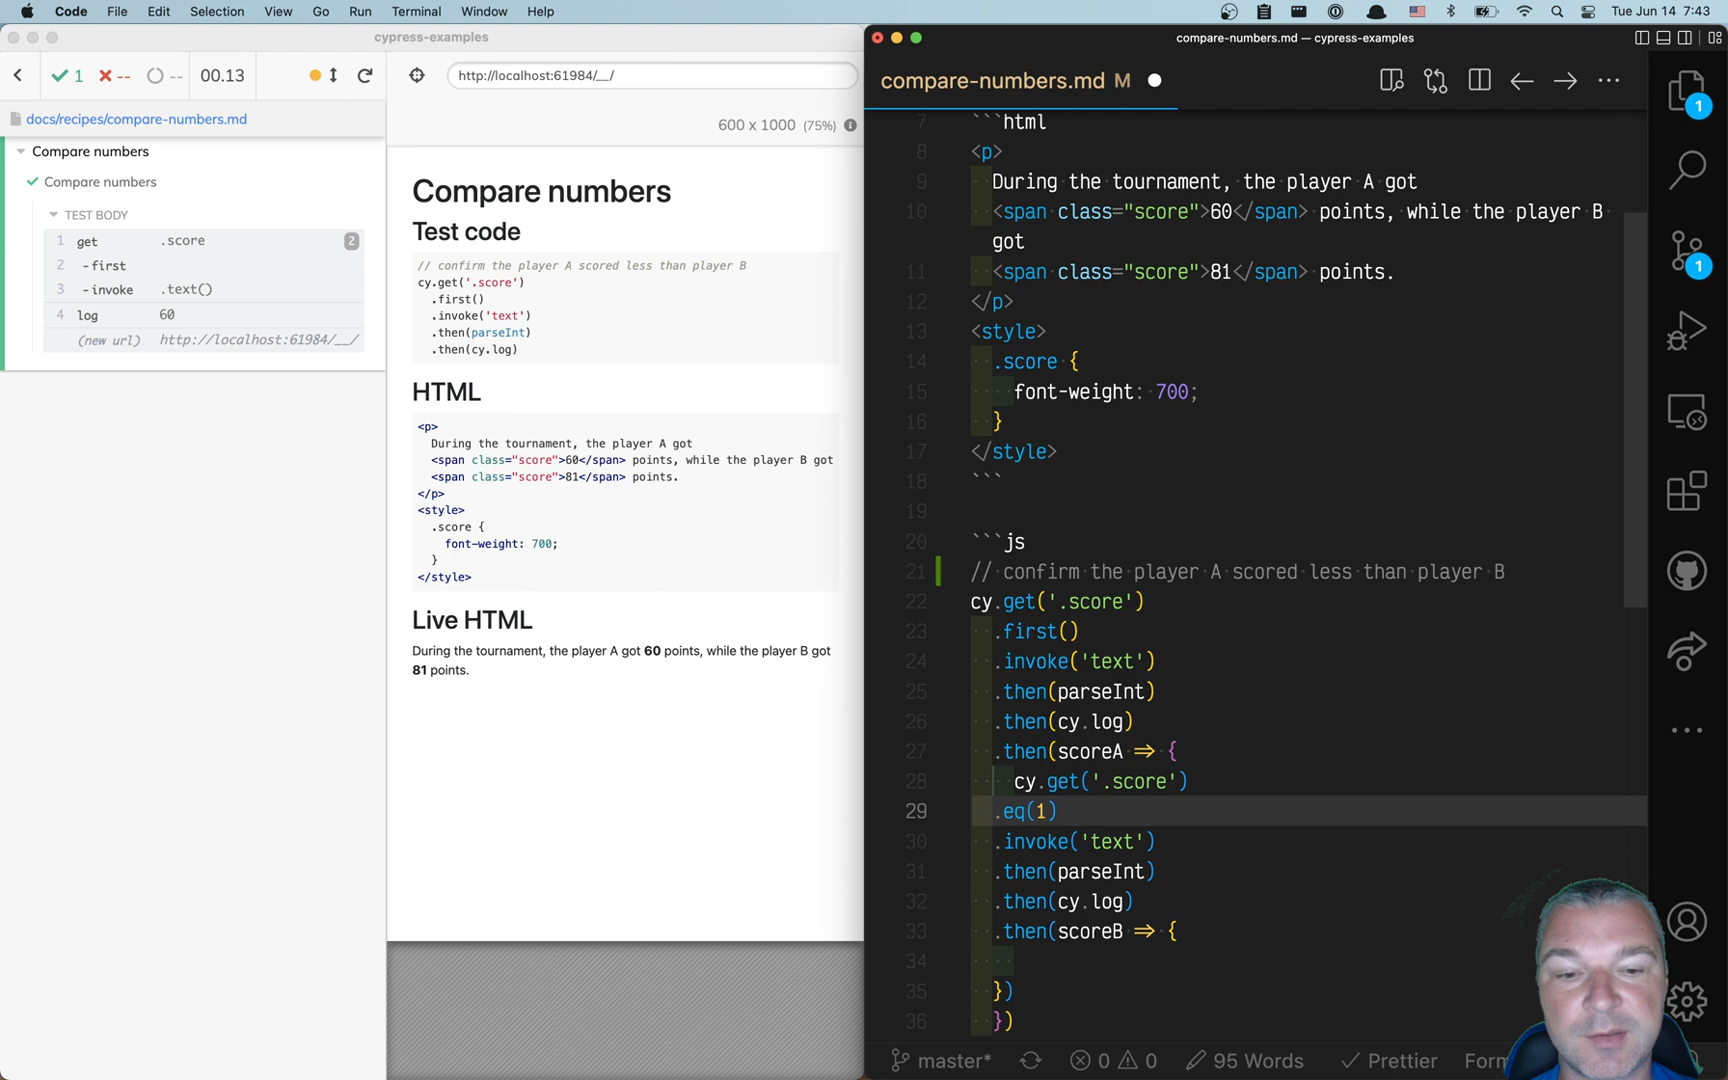 Code File Edit Selection View Go Run Terminal Window Help Tue Jun 14 7:43
cypress-examples
1 -- -- 00.13
http://localhost:61984/__/
600 x 1000 (75%)
docs/recipes/compare-numbers.md
Compare numbers
Compare numbers
TEST BODY
1 get .score 2
2 -first
3 -invoke .text()
4 log 60
(new url) http://localhost:61984/__/
Compare numbers
Test code
// confirm the player A scored less than player B
cy.get('.score')
.first()
.invoke('text')
.then(parseInt)
.then(cy.log)
HTML
<p>
During the tournament, the player A got
<span class="score">60</span> points, while the player B got
<span class="score">81</span> points.
</p>
<style>
.score {
font-weight: 700;
}
</style>
Live HTML
During the tournament, the player A got 60 points, while the player B got
81 points.
compare-numbers.md — cypress-examples
compare-numbers.md M
7 ```html
8 <p>
9 During the tournament, the player A got
10 <span class="score">60</span> points, while the player B
got
11 <span class="score">81</span> points.
12 </p>
13 <style>
14 .score {
15 font-weight: 700;
16 }
17 </style>
18 ```
19
20 ```js
21 // confirm the player A scored less than player B
22 cy.get('.score')
23 .first()
24 .invoke('text')
25 .then(parseInt)
26 .then(cy.log)
27 .then(scoreA => {
28 cy.get('.score')
29 .eq(1)
30 .invoke('text')
31 .then(parseInt)
32 .then(cy.log)
33 .then(scoreB => {
34
35 })
36 })
1
1
master* 0 0 95 Words Prettier Form